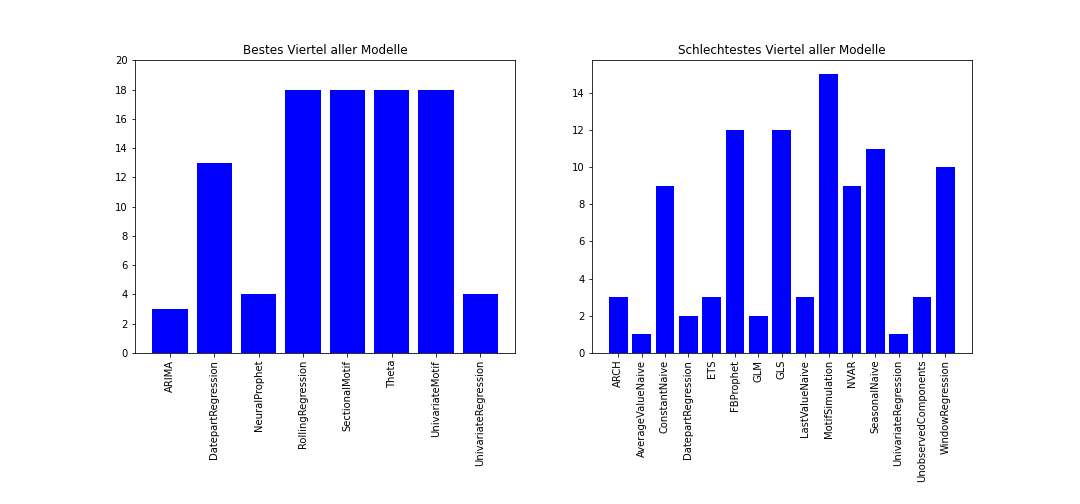 Bestes Viertel aller Modelle
20
18
16
14
12
10
8
6
4
2
0
ARIMA
DatepartRegression
NeuralProphet
RollingRegression
SectionalMotif
Theta
UnivariateMotif
UnivariateRegression
Schlechtestes Viertel aller Modelle
14
12
10
8
6
4
2
0
ARCH
AverageValueNaive
ConstantNaive
DatepartRegression
ETS
FBProphet
GLM
GLS
LastValueNaive
MotifSimulation
NVAR
SeasonalNaive
UnivariateRegression
UnobservedComponents
WindowRegression